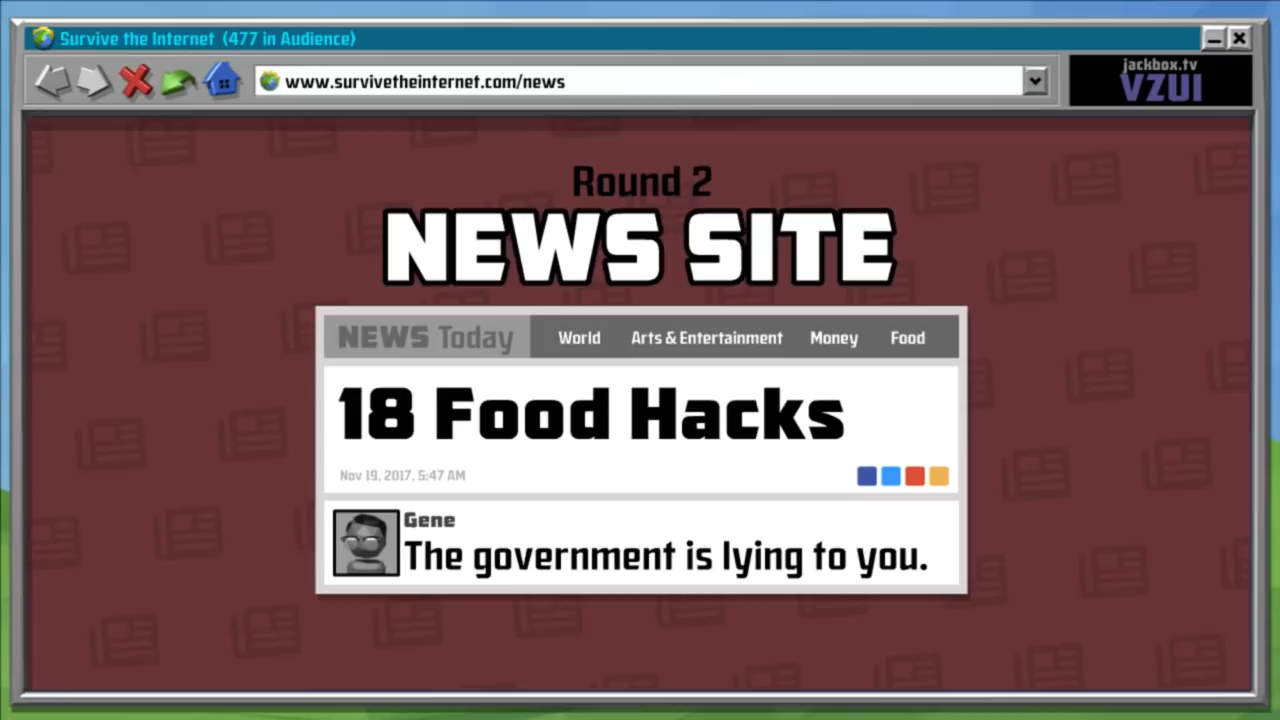 Survive the Internet (477 in Audience)
www.survivetheinternet.com/news
jackbox.tv
VZUI
Round 2
NEWS SITE
NEWS Today World Arts & Entertainment Money Food
18 Food Hacks
Nov 19, 2017, 5:47 AM
Gene
The government is lying to you.